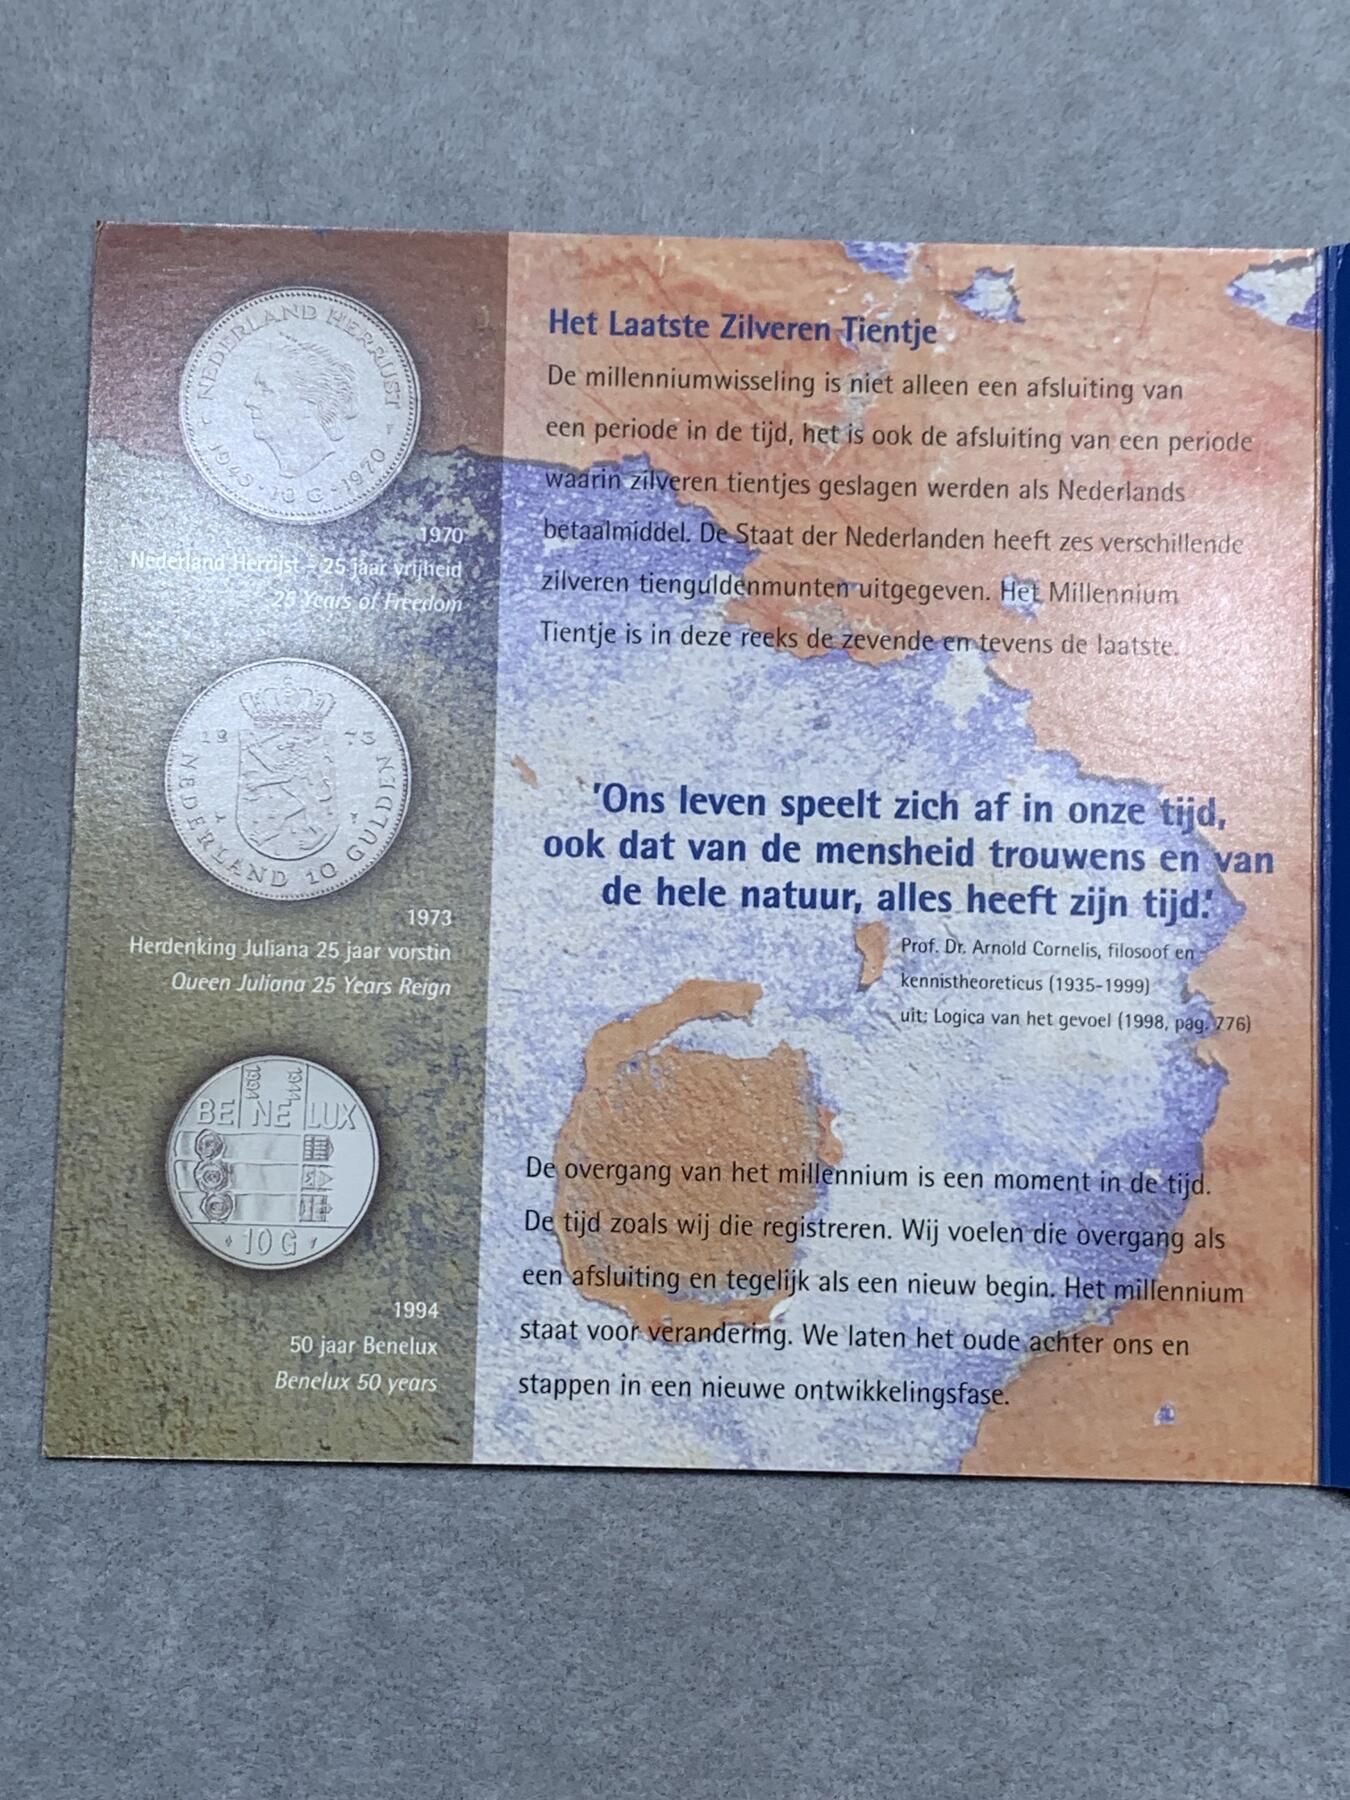 NEDERLAND HERRIJST
1945 · 10 G · 1970
1970
Nederland Herrijst - 25 jaar vrijheid
25 Years of Freedom
19 73
NEDERLAND 10 GULDEN
1973
Herdenking Juliana 25 jaar vorstin
Queen Juliana 25 Years Reign
1994 1944
BE NE LUX
10 G
1994
50 jaar Benelux
Benelux 50 years
Het Laatste Zilveren Tientje
De millenniumwisseling is niet alleen een afsluiting van
een periode in de tijd, het is ook de afsluiting van een periode
waarin zilveren tientjes geslagen werden als Nederlands
betaalmiddel. De Staat der Nederlanden heeft zes verschillende
zilveren tienguldenmunten uitgegeven. Het Millennium
Tientje is in deze reeks de zevende en tevens de laatste.
'Ons leven speelt zich af in onze tijd,
ook dat van de mensheid trouwens en van
de hele natuur, alles heeft zijn tijd.'
Prof. Dr. Arnold Cornelis, filosoof en
kennistheoreticus (1935-1999)
uit: Logica van het gevoel (1998, pag. 776)
De overgang van het millennium is een moment in de tijd.
De tijd zoals wij die registreren. Wij voelen die overgang als
een afsluiting en tegelijk als een nieuw begin. Het millennium
staat voor verandering. We laten het oude achter ons en
stappen in een nieuwe ontwikkelingsfase.